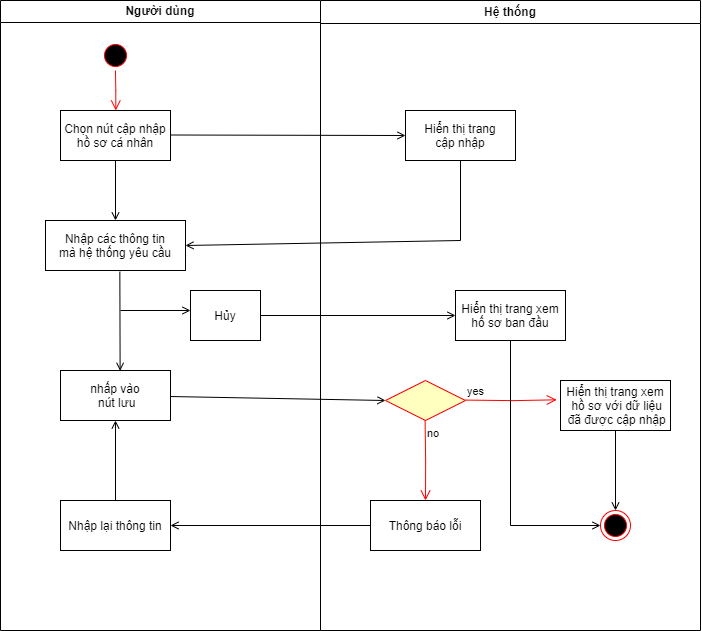 Người dùng
Hệ thống
Chọn nút cập nhập
hồ sơ cá nhân
Hiển thị trang
cập nhập
Nhập các thông tin
mà hệ thống yêu cầu
Hủy
Hiển thị trang xem
hố sơ ban đầu
nhấp vào
nút lưu
yes
Hiển thị trang xem
hồ sơ với dữ liệu
đã được cập nhập
no
Nhập lại thông tin
Thông báo lỗi